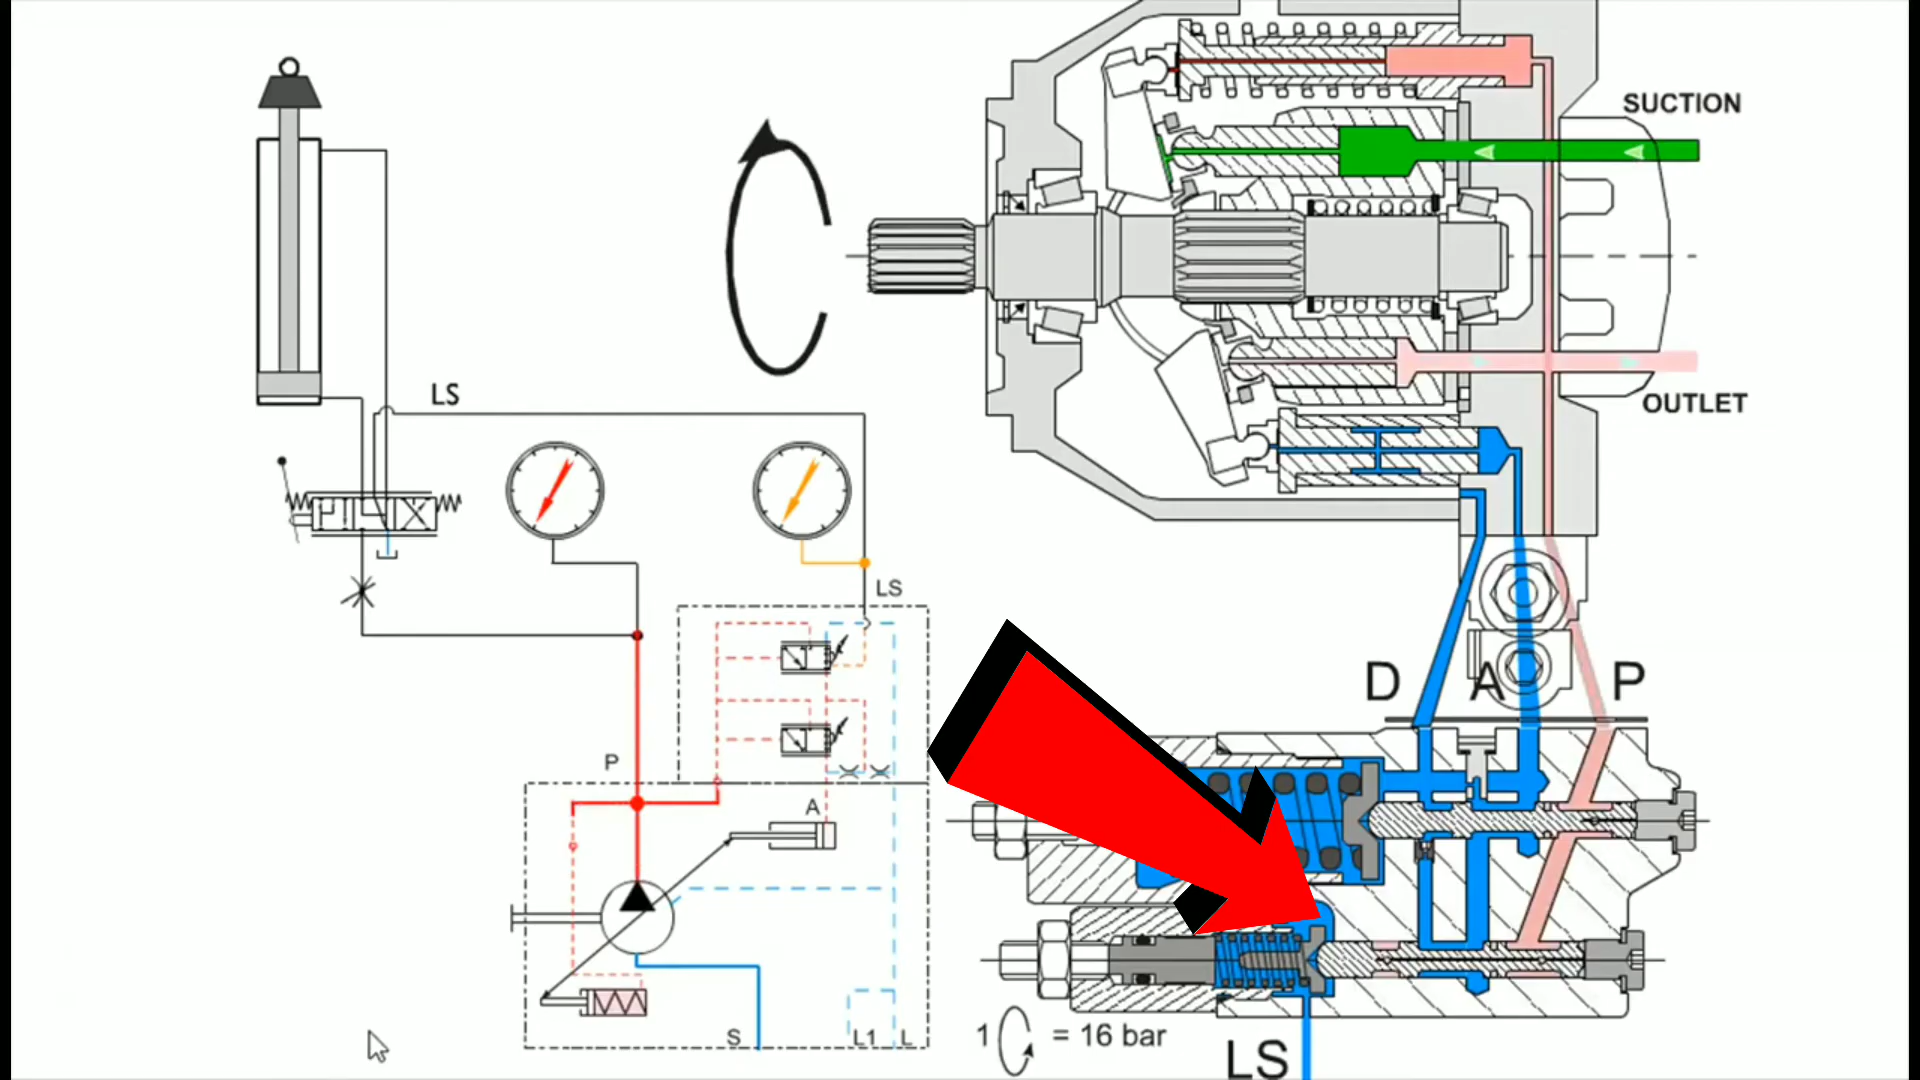 SUCTION
LS
OUTLET
LS
D A P
P
A
S
L1 L
1 = 16 bar
LS